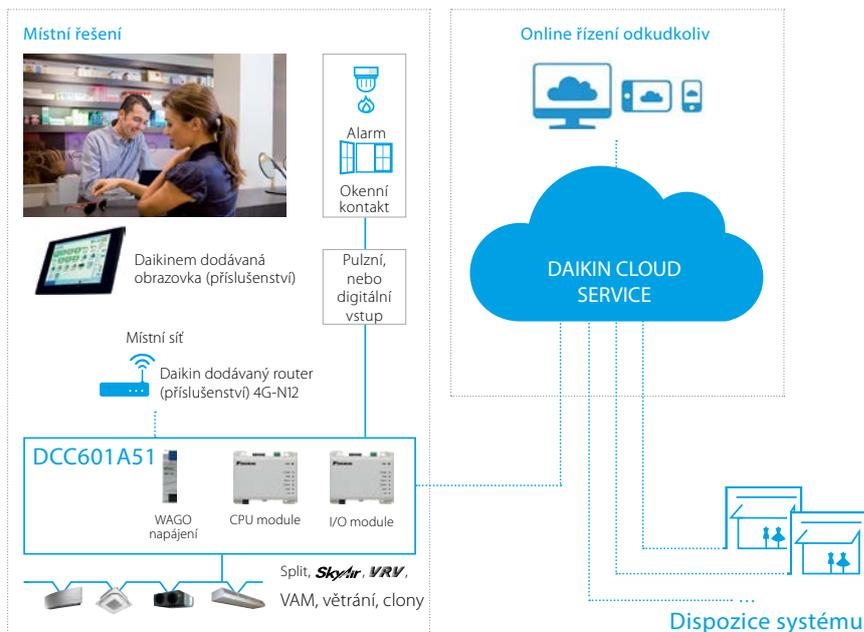 Místní řešení
Alarm
Okenní
kontakt
Daikinem dodávaná
obrazovka (příslušenství)
Pulzní,
nebo
digitální
vstup
Místní síť
Daikin dodávaný router
(příslušenství) 4G-N12
DCC601A51
WAGO
napájení
CPU module
I/O module
Split, SkyAir, VRV,
VAM, větrání, clony
Online řízení odkudkoliv
DAIKIN CLOUD
SERVICE
...
Dispozice systému